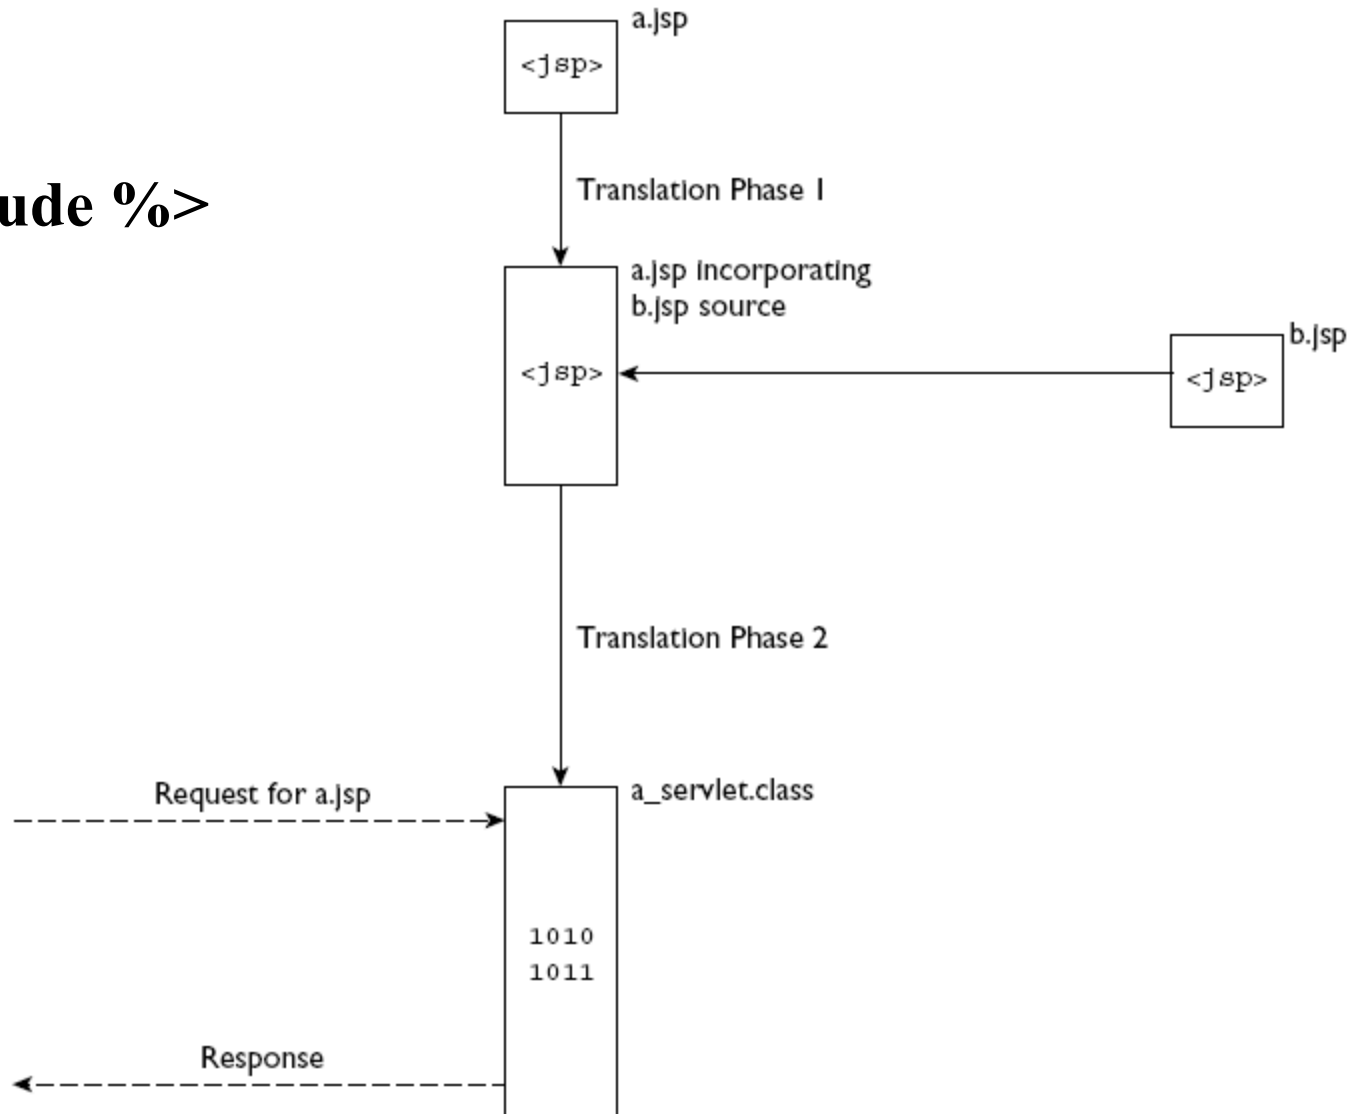 a.jsp
<jsp>
ude %>
Translation Phase 1
a.jsp incorporating
b.jsp source
b.jsp
<jsp>
<jsp>
Translation Phase 2
Request for a.jsp
a_servlet.class
1010
1011
Response